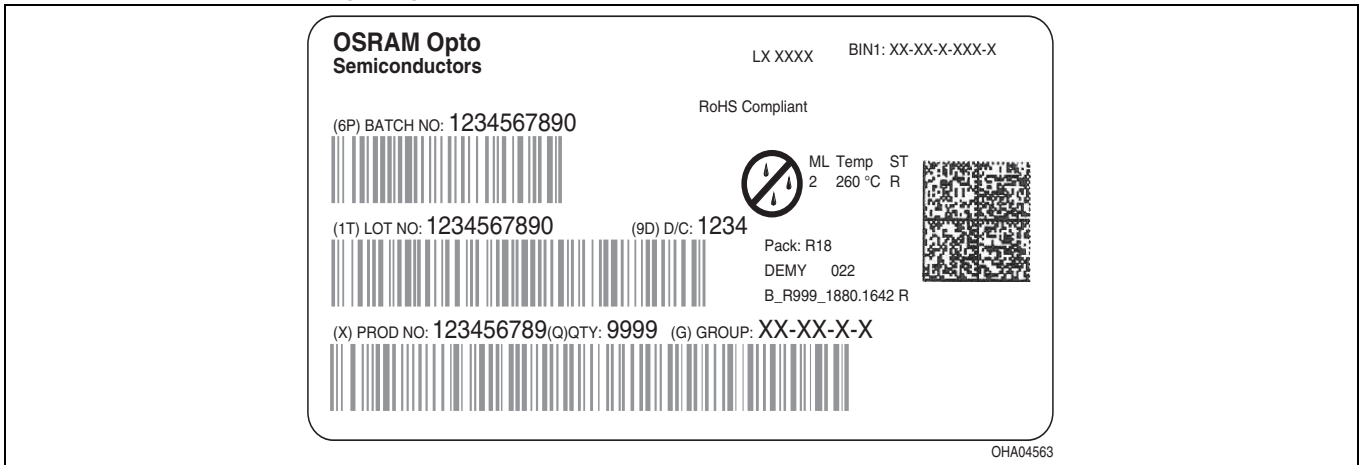 OSRAM Opto
Semiconductors
LX XXXX
BIN1: XX-XX-X-XXX-X
RoHS Compliant
(6P) BATCH NO: 1234567890
ML Temp ST
2 260 °C R
(1T) LOT NO: 1234567890 (9D) D/C: 1234
Pack: R18
DEMY 022
B_R999_1880.1642 R
(X) PROD NO: 123456789(Q)QTY: 9999 (G) GROUP: XX-XX-X-X
OHA04563